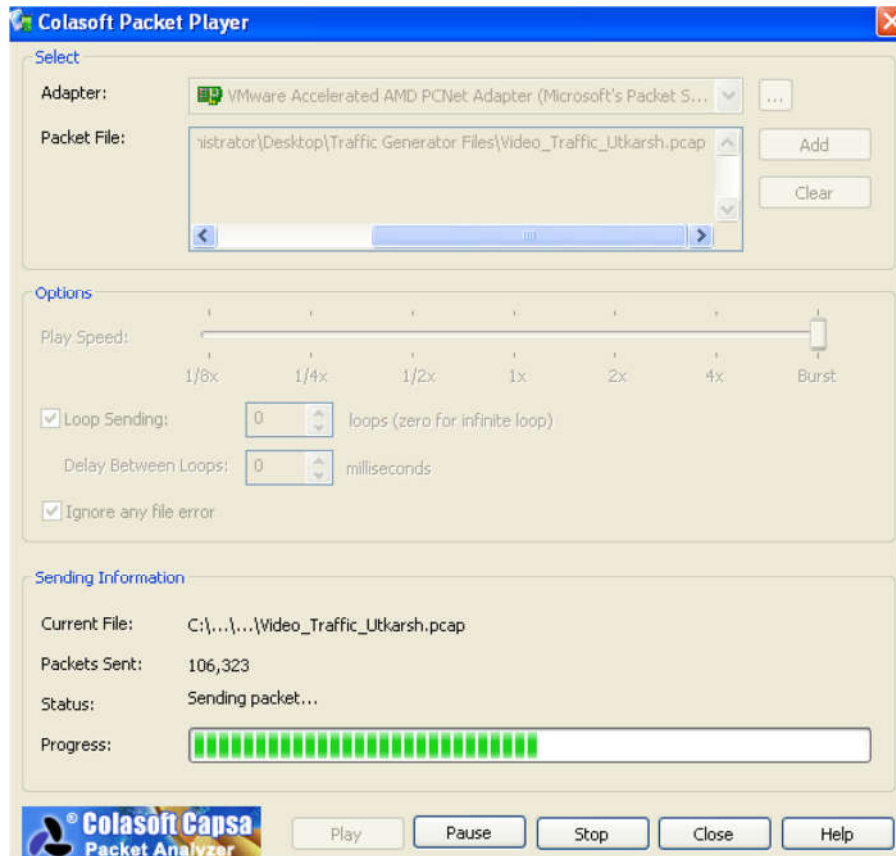 Colasoft Packet Player
Select
Adapter: VMware Accelerated AMD PCNet Adapter (Microsoft's Packet S... ...
Packet File: nistrator\Desktop\Traffic Generator Files\Video_Traffic_Utkarsh.pcap Add
Clear
Options
Play Speed:
1/8x 1/4x 1/2x 1x 2x 4x Burst
Loop Sending: 0 loops (zero for infinite loop)
Delay Between Loops: 0 milliseconds
Ignore any file error
Sending Information
Current File: C:\...\...\Video_Traffic_Utkarsh.pcap
Packets Sent: 106,323
Status: Sending packet...
Progress:
® Colasoft Capsa
Packet Analyzer
Play Pause Stop Close Help